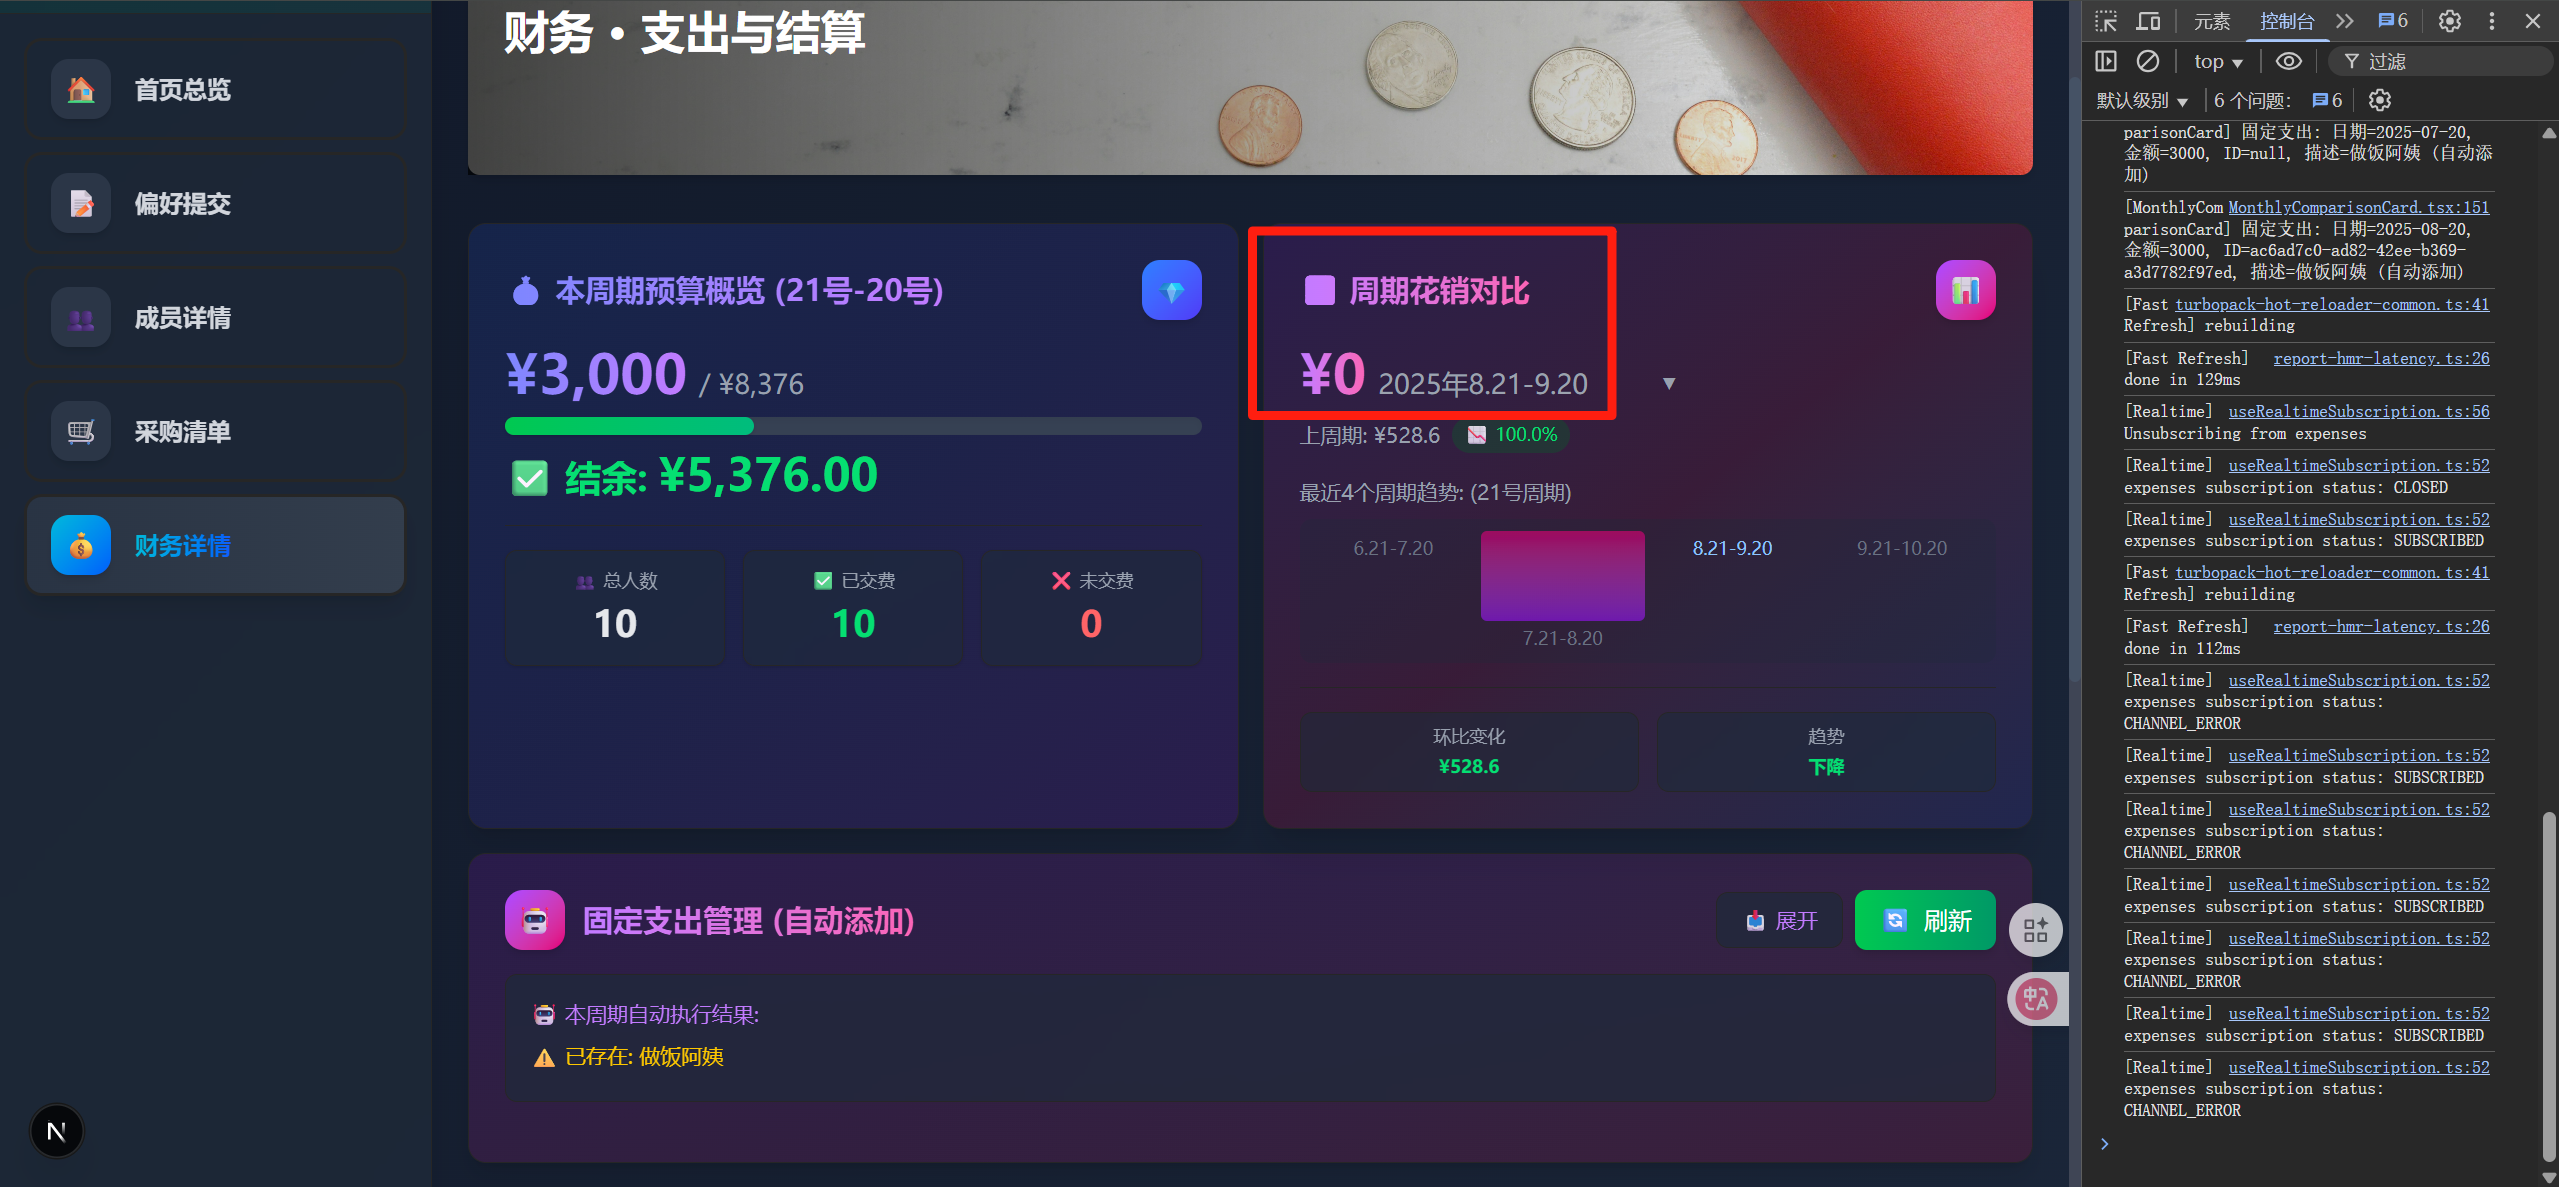 财务 • 支出与结算
首页总览
偏好提交
成员详情
采购清单
财务详情
N
本周期预算概览 (21号-20号)
¥3,000 / ¥8,376
结余: ¥5,376.00
总人数
10
已交费
10
未交费
0
周期花销对比
¥0 2025年8.21-9.20 ▼
上周期: ¥528.6 100.0%
最近4个周期趋势: (21号周期)
6.21-7.20
7.21-8.20
8.21-9.20
9.21-10.20
环比变化
¥528.6
趋势
下降
固定支出管理 (自动添加)
展开
刷新
本周期自动执行结果:
已存在: 做饭阿姨
中A
元素 控制台 6
top ▼ 过滤
默认级别 ▼ 6 个问题: 6
parisonCard] 固定支出: 日期=2025-07-20,
金额=3000, ID=null, 描述=做饭阿姨 (自动添
加)
[MonthlyCom MonthlyComparisonCard.tsx:151
parisonCard] 固定支出: 日期=2025-08-20,
金额=3000, ID=ac6ad7c0-ad82-42ee-b369-
a3d7782f97ed, 描述=做饭阿姨 (自动添加)
[Fast turbopack-hot-reloader-common.ts:41
Refresh] rebuilding
[Fast Refresh] report-hmr-latency.ts:26
done in 129ms
[Realtime] useRealtimeSubscription.ts:56
Unsubscribing from expenses
[Realtime] useRealtimeSubscription.ts:52
expenses subscription status: CLOSED
[Realtime] useRealtimeSubscription.ts:52
expenses subscription status: SUBSCRIBED
[Fast turbopack-hot-reloader-common.ts:41
Refresh] rebuilding
[Fast Refresh] report-hmr-latency.ts:26
done in 112ms
[Realtime] useRealtimeSubscription.ts:52
expenses subscription status:
CHANNEL_ERROR
[Realtime] useRealtimeSubscription.ts:52
expenses subscription status: SUBSCRIBED
[Realtime] useRealtimeSubscription.ts:52
expenses subscription status:
CHANNEL_ERROR
[Realtime] useRealtimeSubscription.ts:52
expenses subscription status: SUBSCRIBED
[Realtime] useRealtimeSubscription.ts:52
expenses subscription status:
CHANNEL_ERROR
[Realtime] useRealtimeSubscription.ts:52
expenses subscription status: SUBSCRIBED
[Realtime] useRealtimeSubscription.ts:52
expenses subscription status:
CHANNEL_ERROR